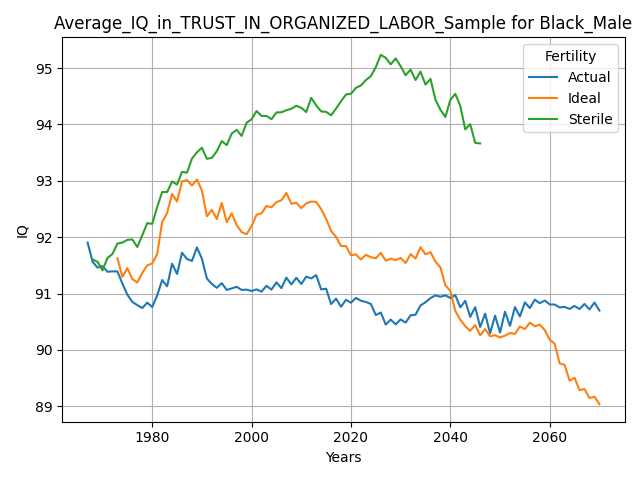 Average_IQ_in_TRUST_IN_ORGANIZED_LABOR_Sample for Black_Male
Fertility
Actual
Ideal
Sterile
IQ
95
94
93
92
91
90
89
1980
2000
2020
2040
2060
Years